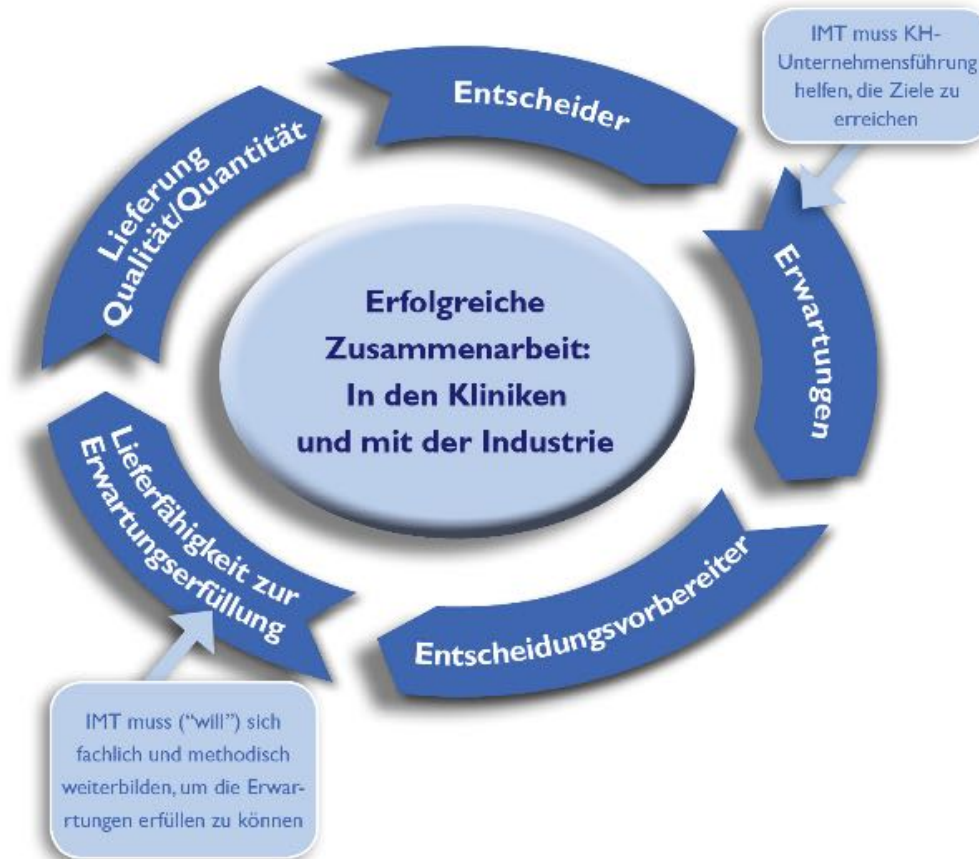 IMT muss KH-
Unternehmensführung
helfen, die Ziele zu
erreichen
Entscheider
Erwartungen
Entscheidungsvorbereiter
Lieferfähigkeit zur
Erwartungserfüllung
Lieferung
Qualität/Quantität
Erfolgreiche
Zusammenarbeit:
In den Kliniken
und mit der Industrie
IMT muss (“will”) sich
fachlich und methodisch
weiterbilden, um die Erwar-
rtungen erfüllen zu können